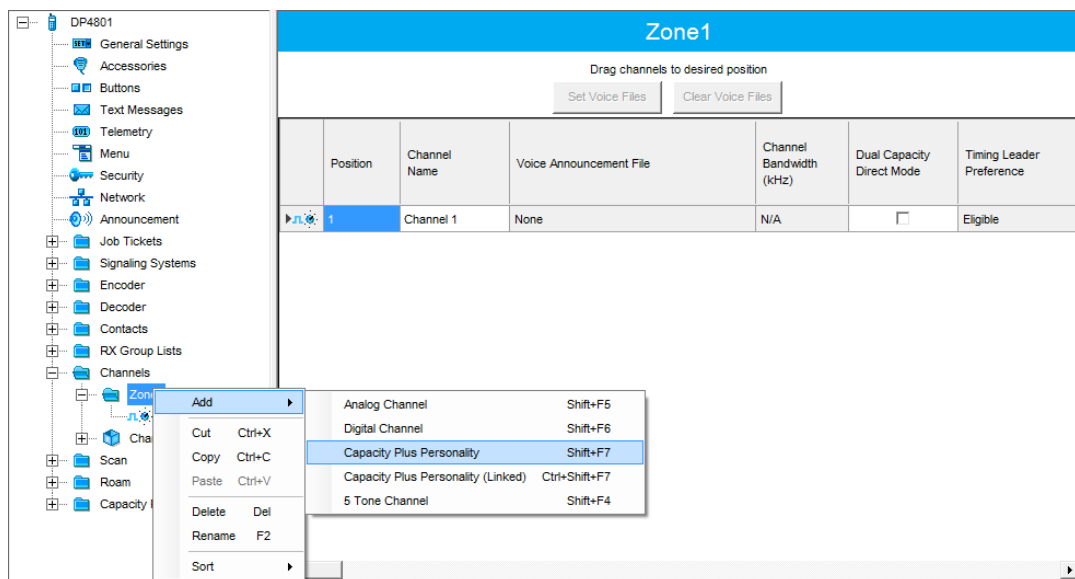 DP4801
General Settings
Accessories
Buttons
Text Messages
Telemetry
Menu
Security
Network
Announcement
Job Tickets
Signaling Systems
Encoder
Decoder
Contacts
RX Group Lists
Channels
Zon
Cha
Scan
Roam
Capacity
Zone1
Drag channels to desired position
Set Voice Files Clear Voice Files
Position Channel Name Voice Announcement File Channel Bandwidth (kHz) Dual Capacity Direct Mode Timing Leader Preference
1 Channel 1 None N/A Eligible
Add
Cut Ctrl+X
Copy Ctrl+C
Paste Ctrl+V
Delete Del
Rename F2
Sort
Analog Channel Shift+F5
Digital Channel Shift+F6
Capacity Plus Personality Shift+F7
Capacity Plus Personality (Linked) Ctrl+Shift+F7
5 Tone Channel Shift+F4